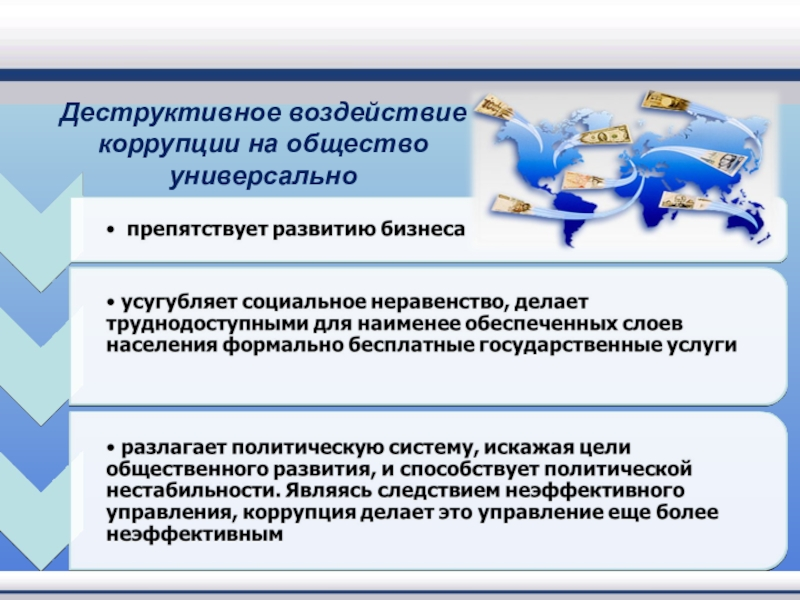 Деструктивное воздействие
коррупции на общество
универсально
• препятствует развитию бизнеса
• усугубляет социальное неравенство, делает
труднодоступными для наименее обеспеченных слоев
населения формально бесплатные государственные услуги
• разлагает политическую систему, искажая цели
общественного развития, и способствует политической
нестабильности. Являясь следствием неэффективного
управления, коррупция делает это управление еще более
неэффективным